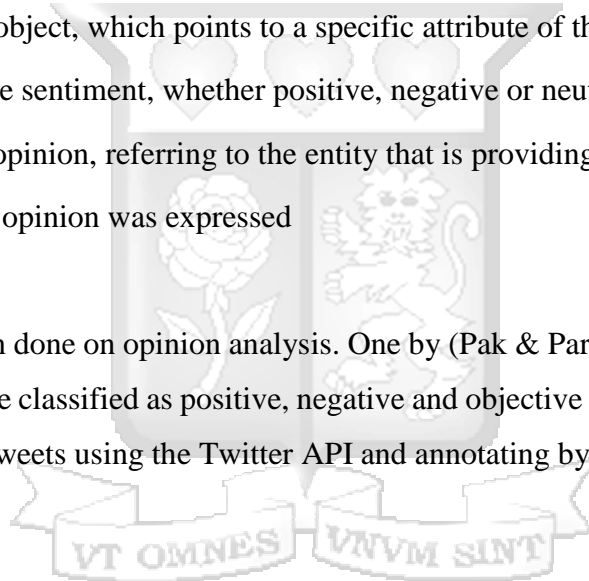 object, which points to a specific attribute of th
e sentiment, whether positive, negative or neut
opinion, referring to the entity that is providing
opinion was expressed
n done on opinion analysis. One by (Pak & Par
e classified as positive, negative and objective
weets using the Twitter API and annotating by
VT OMNES VNVM SINT